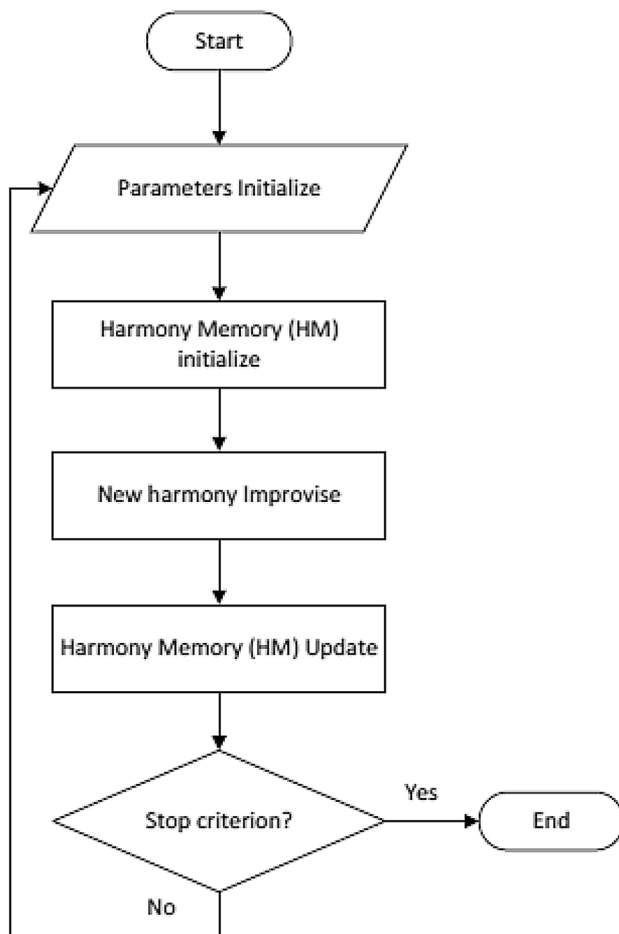 Start
Parameters Initialize
Harmony Memory (HM)
initialize
New harmony Improvise
Harmony Memory (HM) Update
Stop criterion?
Yes
End
No